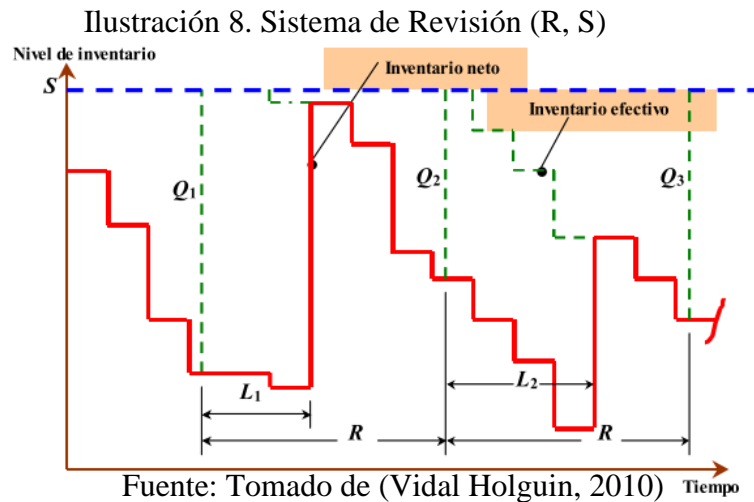 Ilustración 8. Sistema de Revisión (R, S)
Nivel de inventario
Inventario neto
S
Inventario efectivo
Q1
Q2
Q3
L1
L2
R
R
Fuente: Tomado de (Vidal Holguin, 2010)
Tiempo